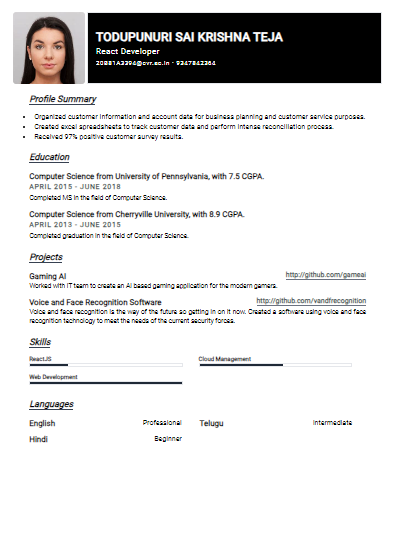 TODUPUNURI SAI KRISHNA TEJA
React Developer
20B81A3394@cvr.ac.in - 9347842364
Profile Summary
Organized customer information and account data for business planning and customer service purposes.
Created excel spreadsheets to track customer data and perform intense reconciliation process.
Received 97% positive customer survey results.
Education
Computer Science from University of Pennsylvania, with 7.5 CGPA.
APRIL 2015 - JUNE 2018
Completed MS in the field of Computer Science.
Computer Science from Cherryville University, with 8.9 CGPA.
APRIL 2013 - JUNE 2015
Completed graduation in the field of Computer Science.
Projects
Gaming AI http://github.com/gameai
Worked with IT team to create an AI based gaming application for the modern gamers.
Voice and Face Recognition Software http://github.com/vandfrecognition
Voice and face recognition is the way of the future so getting in on it now. Created a software using voice and face
recognition technology to meet the needs of the current security forces.
Skills
ReactJS Cloud Management
Web Development
Languages
English Professional Telugu Intermediate
Hindi Beginner